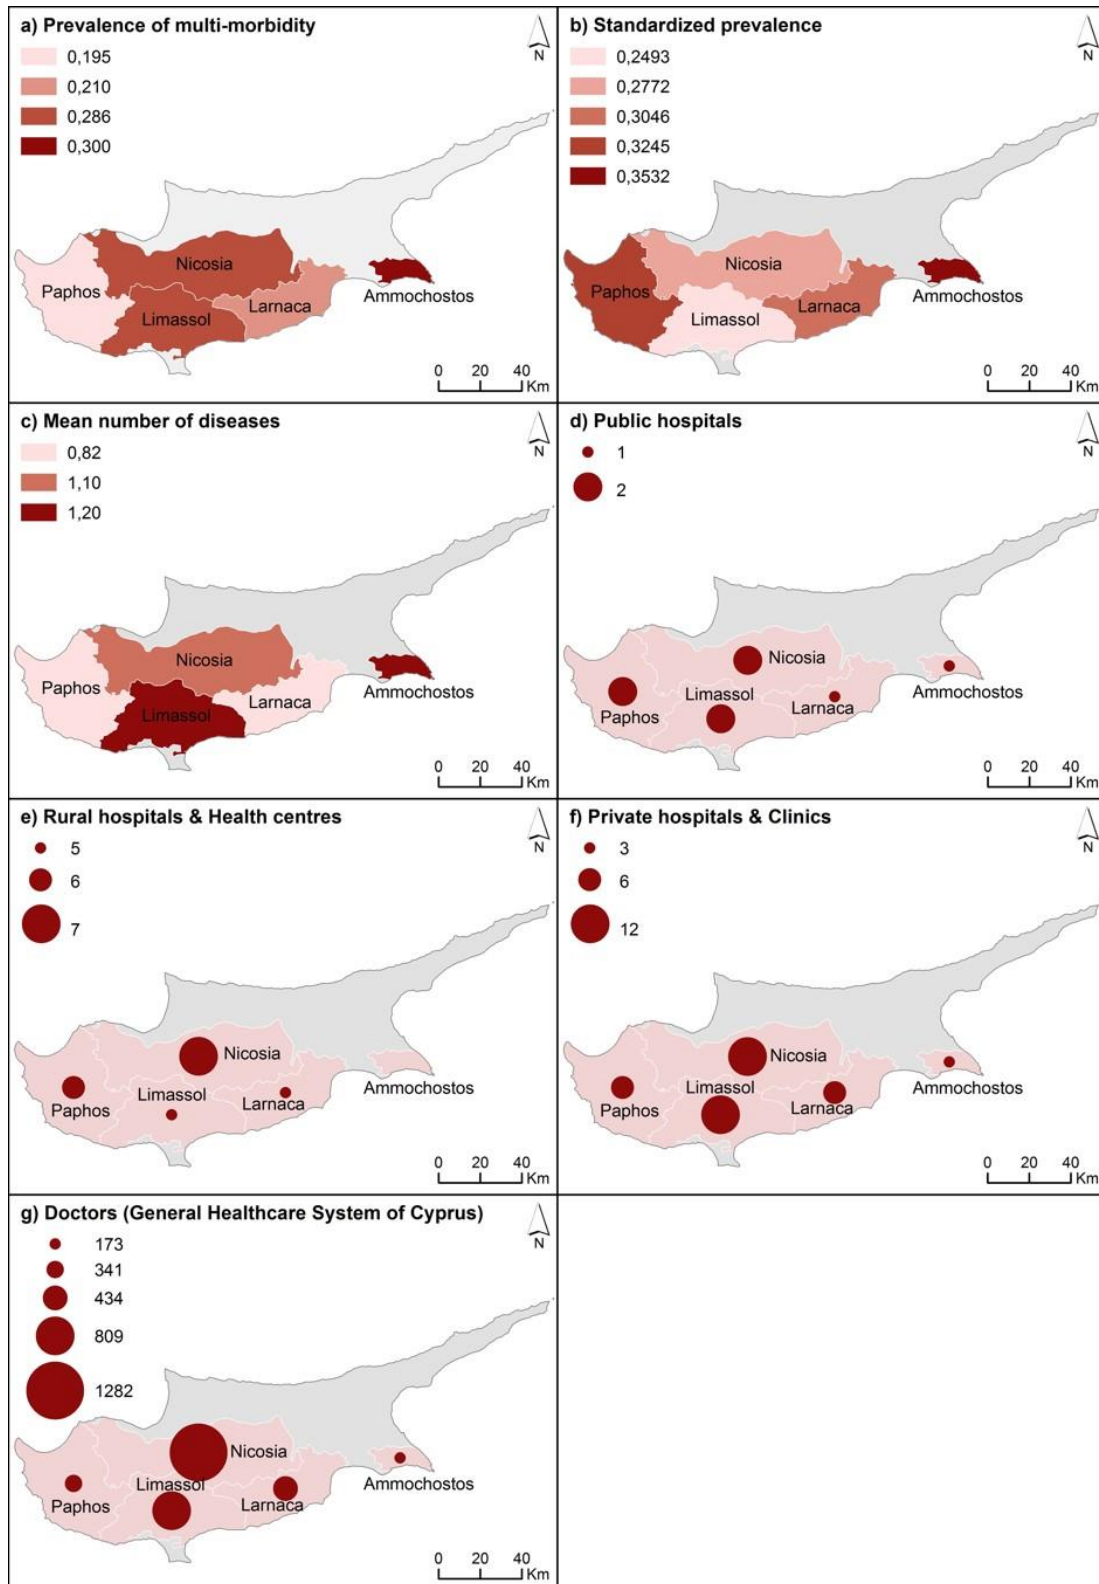 a) Prevalence of multi-morbidity
0,195
0,210
0,286
0,300
N
Nicosia
Paphos
Larnaca
Limassol
Ammochostos
0 20 40
Km
b) Standardized prevalence
0,2493
0,2772
0,3046
0,3245
0,3532
N
Nicosia
Paphos
Larnaca
Limassol
Ammochostos
0 20 40
Km
c) Mean number of diseases
0,82
1,10
1,20
N
Nicosia
Paphos
Larnaca
Limassol
Ammochostos
0 20 40
Km
d) Public hospitals
1
2
N
Nicosia
Limassol
Larnaca
Paphos
Ammochostos
0 20 40
Km
e) Rural hospitals & Health centres
5
6
7
N
Nicosia
Limassol
Larnaca
Paphos
Ammochostos
0 20 40
Km
f) Private hospitals & Clinics
3
6
12
N
Nicosia
Limassol
Larnaca
Paphos
Ammochostos
0 20 40
Km
g) Doctors (General Healthcare System of Cyprus)
173
341
434
809
1282
N
Nicosia
Limassol
Larnaca
Paphos
Ammochostos
0 20 40
Km